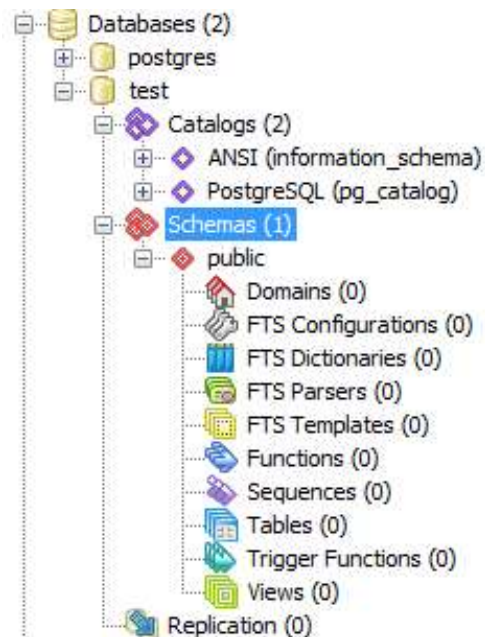 Databases (2)
postgres
test
Catalogs (2)
ANSI (information_schema)
PostgreSQL (pg_catalog)
Schemas (1)
public
Domains (0)
FTS Configurations (0)
FTS Dictionaries (0)
FTS Parsers (0)
FTS Templates (0)
Functions (0)
Sequences (0)
Tables (0)
Trigger Functions (0)
Views (0)
Replication (0)